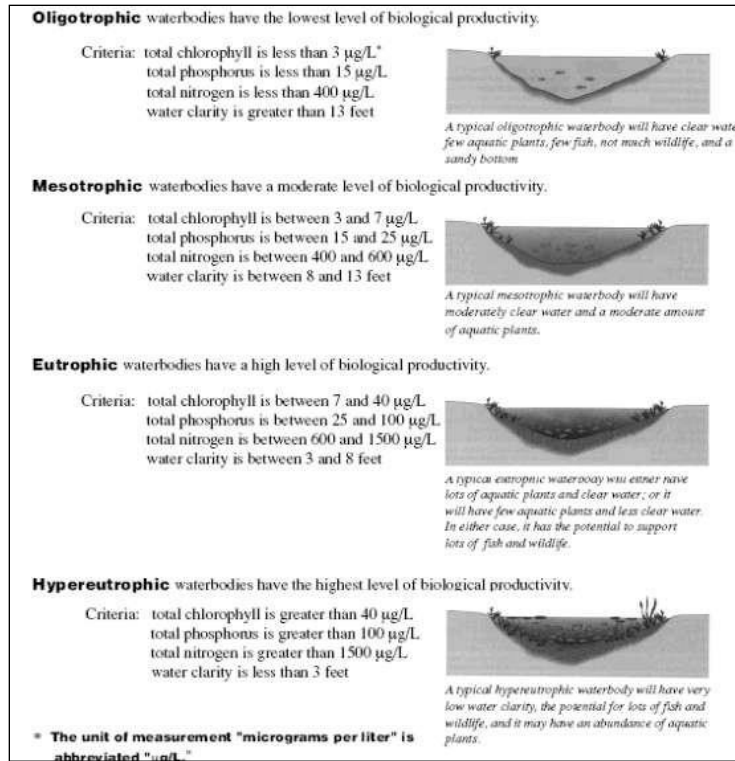 Oligotrophic waterbodies have the lowest level of biological productivity.
Criteria: total chlorophyll is less than 3 µg/L*
total phosphorus is less than 15 µg/L
total nitrogen is less than 400 µg/L
water clarity is greater than 13 feet
A typical oligotrophic waterbody will have clear wate
few aquatic plants, few fish, not much wildlife, and a
sandy bottom
Mesotrophic waterbodies have a moderate level of biological productivity.
Criteria: total chlorophyll is between 3 and 7 µg/L
total phosphorus is between 15 and 25 µg/L
total nitrogen is between 400 and 600 µg/L
water clarity is between 8 and 13 feet
A typical mesotrophic waterbody will have
moderately clear water and a moderate amount
of aquatic plants.
Eutrophic waterbodies have a high level of biological productivity.
Criteria: total chlorophyll is between 7 and 40 µg/L
total phosphorus is between 25 and 100 µg/L
total nitrogen is between 600 and 1500 µg/L
water clarity is between 3 and 8 feet
A typical eutrophic waterbody will either have
lots of aquatic plants and clear water; or it
will have few aquatic plants and less clear water.
In either case, it has the potential to support
lots of fish and wildlife.
Hypereutrophic waterbodies have the highest level of biological productivity.
Criteria: total chlorophyll is greater than 40 µg/L
total phosphorus is greater than 100 µg/L
total nitrogen is greater than 1500 µg/L
water clarity is less than 3 feet
A typical hypereutrophic waterbody will have very
low water clarity, the potential for lots of fish and
wildlife, and it may have an abundance of aquatic
plants.
* The unit of measurement "micrograms per liter" is
abbreviated "µg/L."